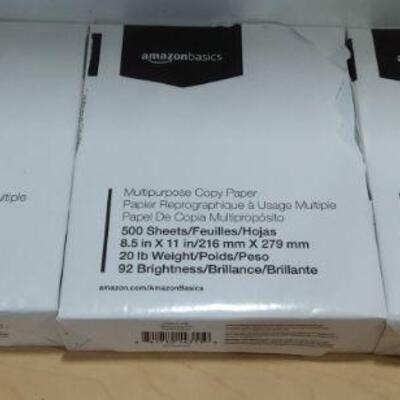 amazonbasics
amazon
Multipurpose Copy Paper
Papier Reprographique à Usage Multiple
Papel De Copia Multipropósito
500 Sheets/Feuilles/Hojas
8.5 in X 11 in/216 mm X 279 mm
20 lb Weight/Poids/Peso
92 Brightness/Brillance/Brillante
amazon.com/AmazonBasics